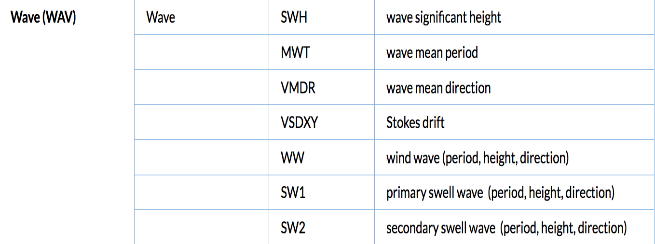 Wave (WAV) Wave SWH wave significant height
MWT wave mean period
VMDR wave mean direction
VSDXY Stokes drift
WW wind wave (period, height, direction)
SW1 primary swell wave (period, height, direction)
SW2 secondary swell wave (period, height, direction)